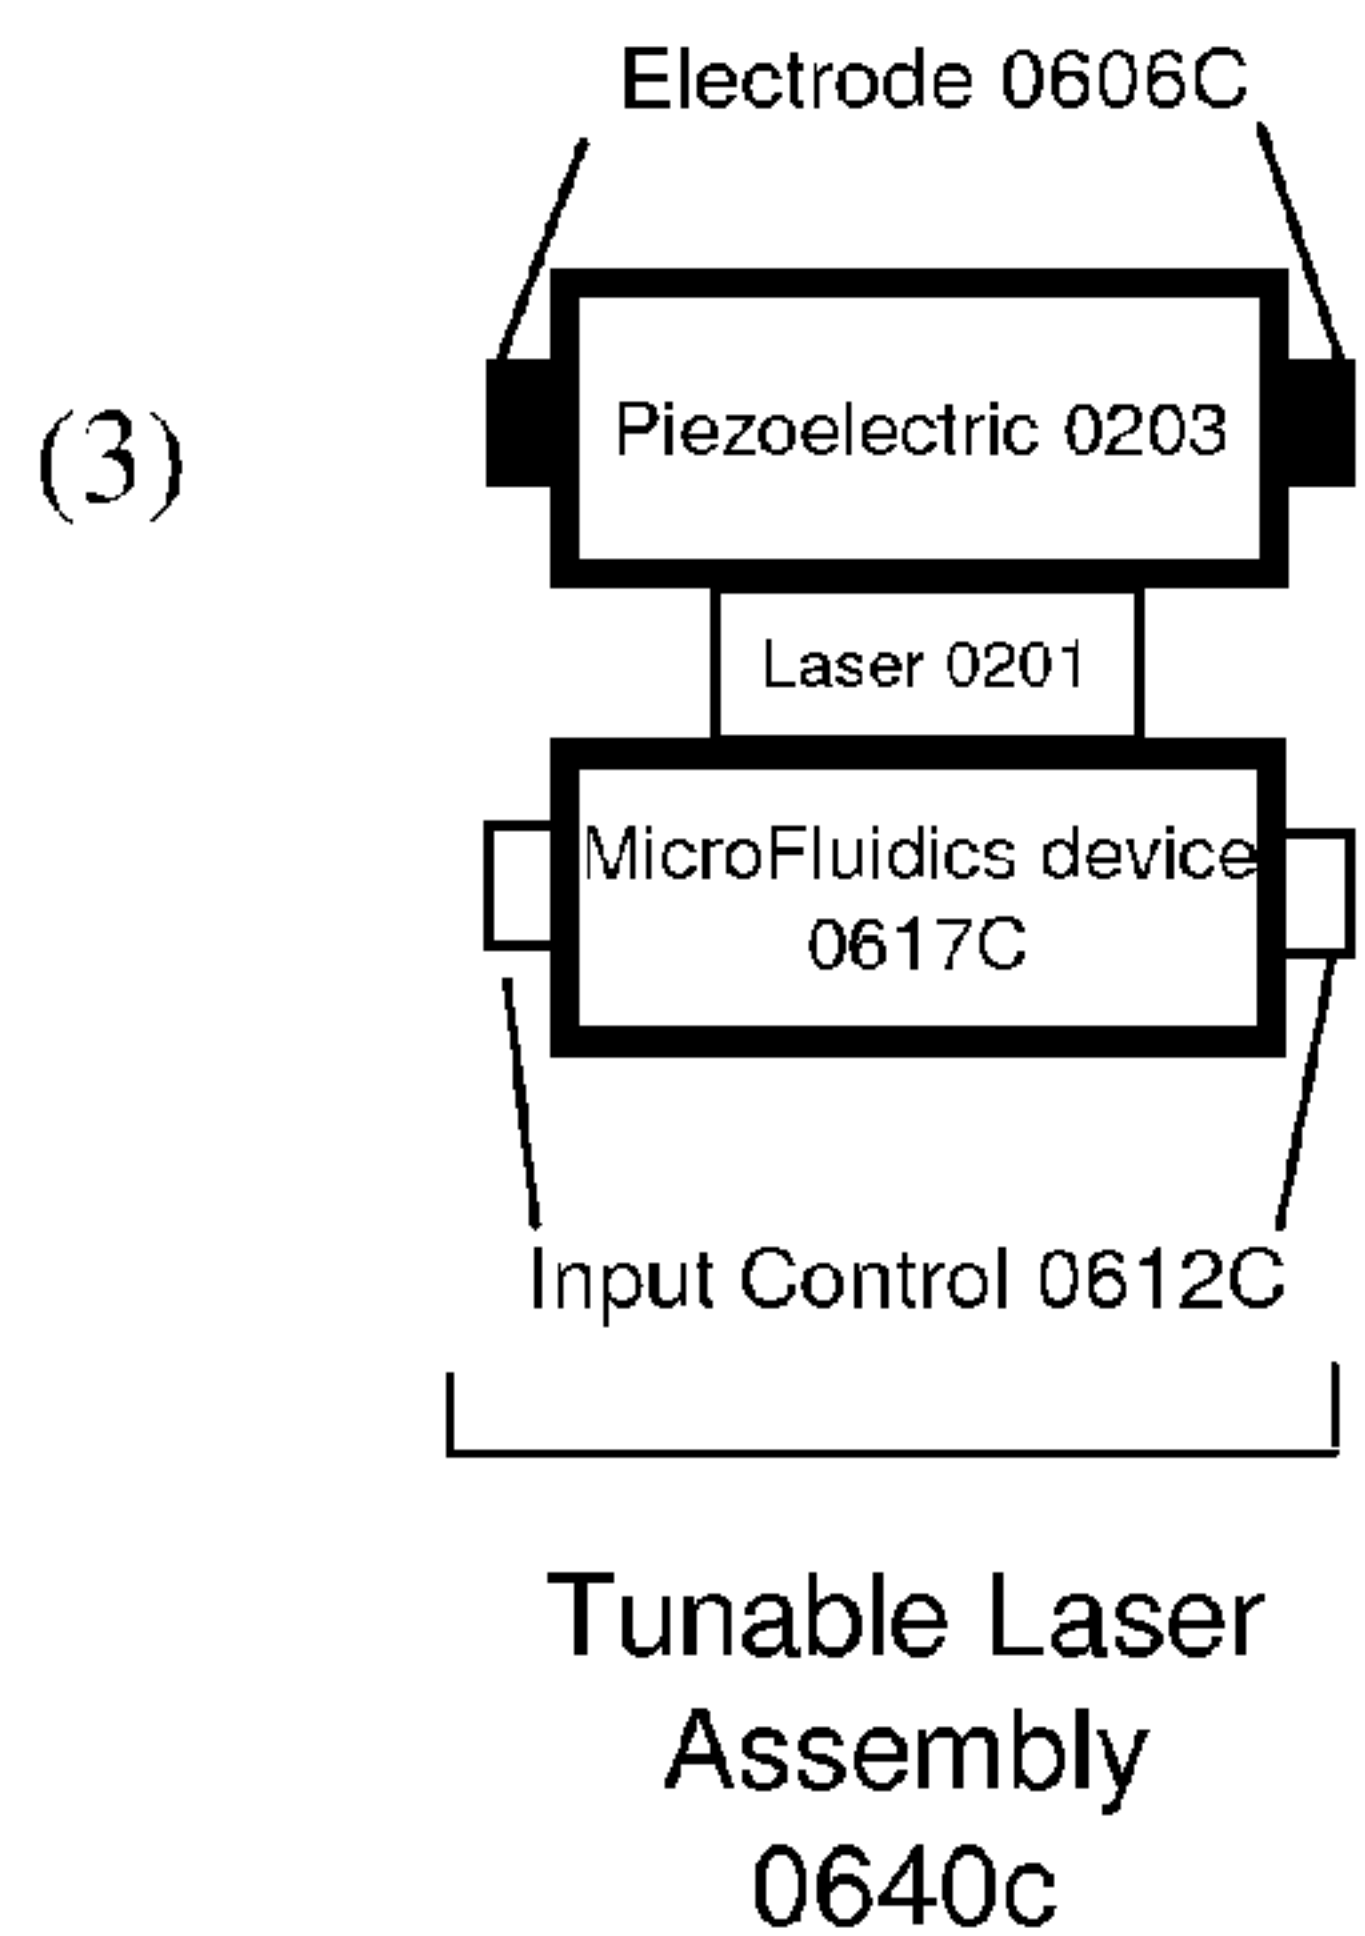 Electrode 0606C
(3)
Piezoelectric 0203
Laser 0201
MicroFluidics device
0617C
Input Control 0612C
Tunable Laser
Assembly
0640c